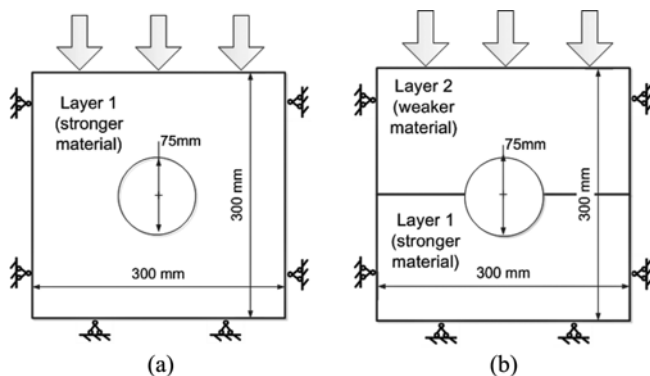 Layer 1
(stronger
material)
75mm
300 mm
300 mm
(a)
Layer 2
(weaker
material)
75mm
300 mm
Layer 1
(stronger
material)
300 mm
(b)